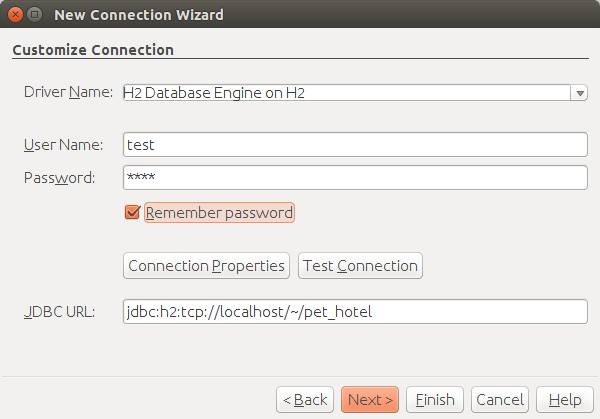 New Connection Wizard
Customize Connection
Driver Name: H2 Database Engine on H2
User Name: test
Password: ****
Remember password
Connection Properties Test Connection
JDBC URL: jdbc:h2:tcp://localhost/~/pet_hotel
< Back Next > Finish Cancel Help